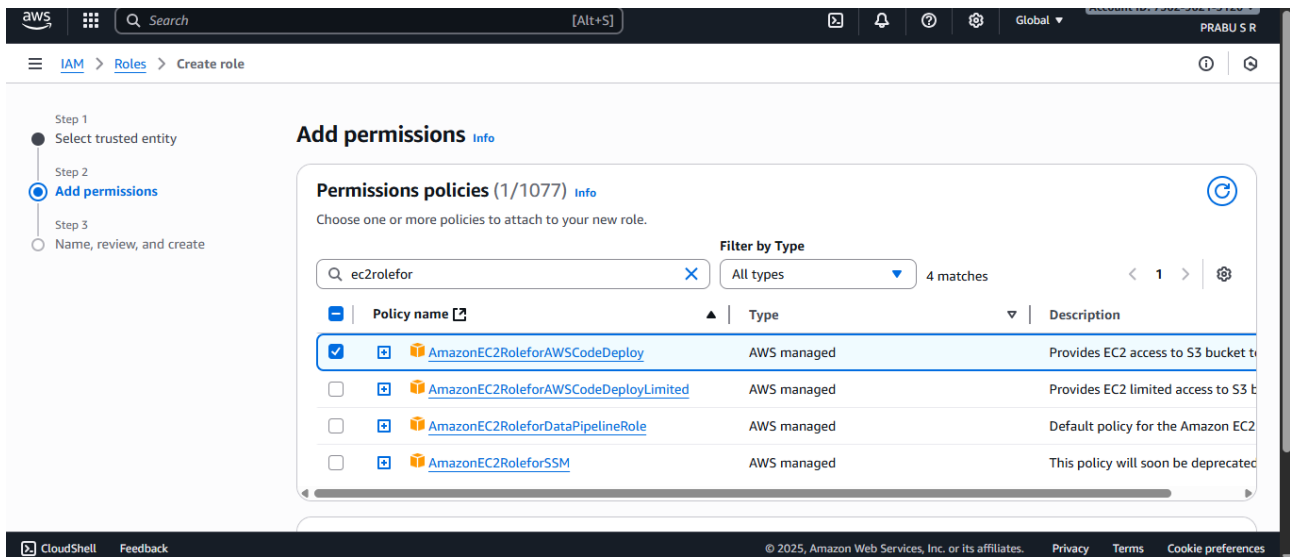 aws
Search
[Alt+S]
Global
PRABU S R
IAM > Roles > Create role
Step 1
Select trusted entity
Step 2
Add permissions
Step 3
Name, review, and create
Add permissions Info
Permissions policies (1/1077) Info
Choose one or more policies to attach to your new role.
Filter by Type
ec2rolefor
All types
4 matches
1
Policy name
Type
Description
AmazonEC2RoleforAWSCodeDeploy AWS managed Provides EC2 access to S3 bucket t
AmazonEC2RoleforAWSCodeDeployLimited AWS managed Provides EC2 limited access to S3 b
AmazonEC2RoleforDataPipelineRole AWS managed Default policy for the Amazon EC2
AmazonEC2RoleforSSM AWS managed This policy will soon be deprecated
CloudShell Feedback © 2025, Amazon Web Services, Inc. or its affiliates. Privacy Terms Cookie preferences